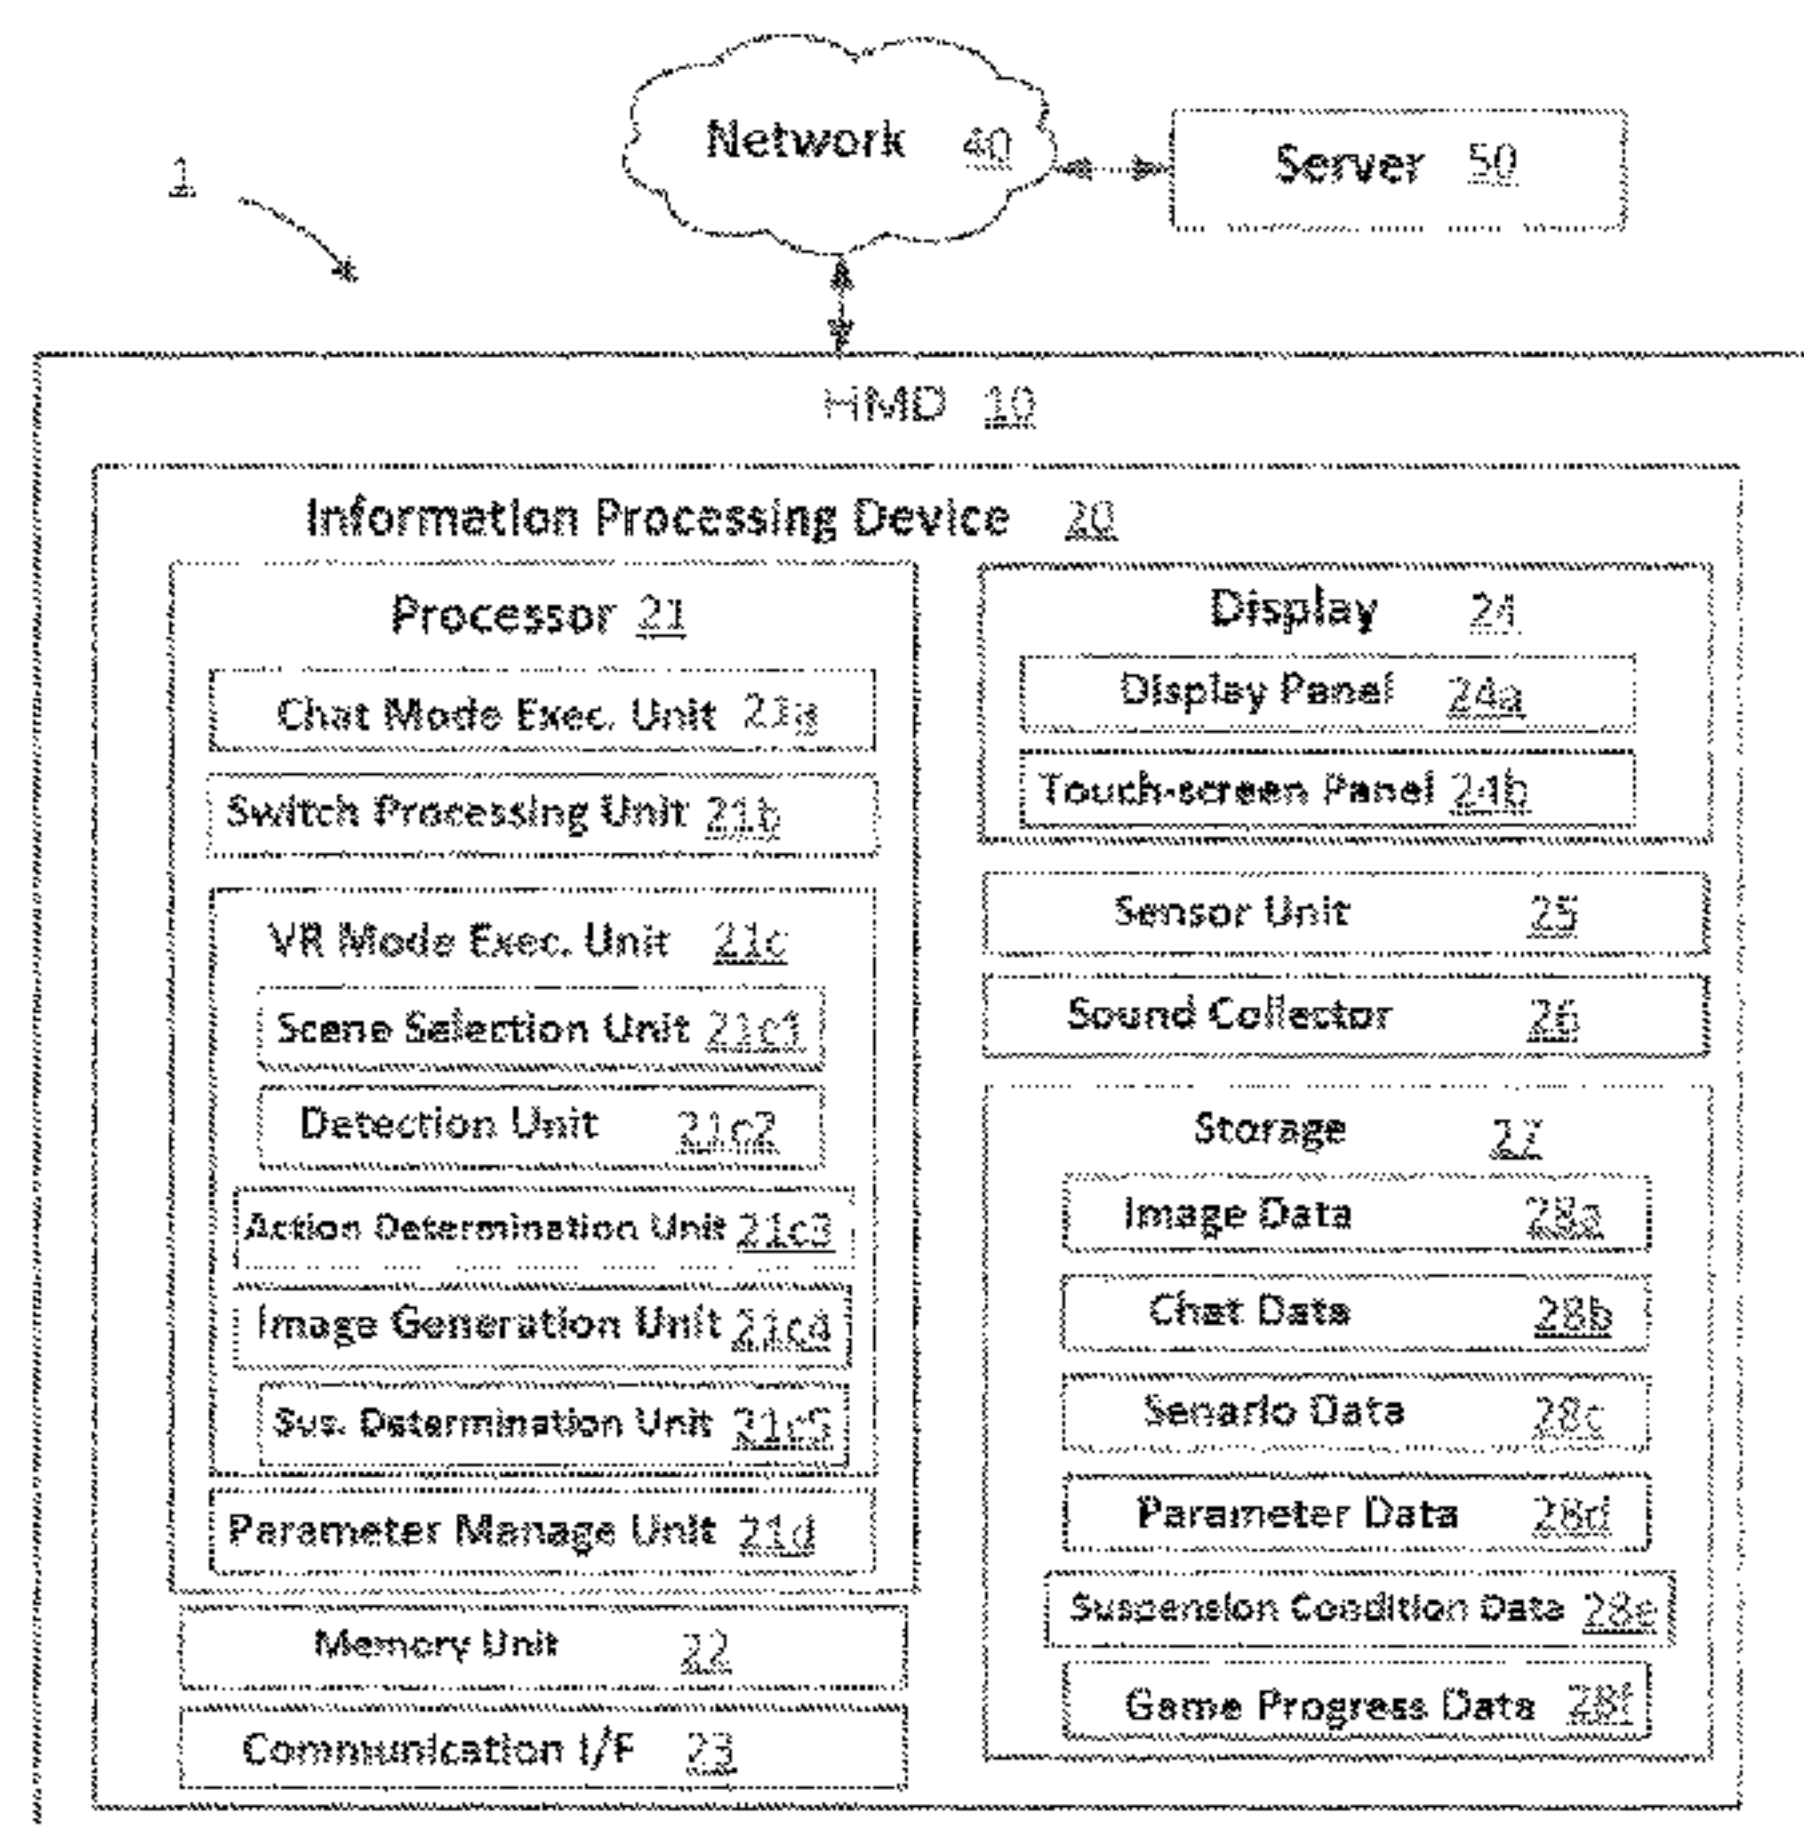 Network 40
Server 50
1
HMD 10
Information Processing Device 20
Processor 21
Chat Mode Exec. Unit 21a
Switch Processing Unit 21b
VR Mode Exec. Unit 21c
Scene Selection Unit 21c1
Detection Unit 21c2
Action Determination Unit 21c3
Image Generation Unit 21c4
Sus. Determination Unit 21c5
Parameter Manage Unit 21d
Memory Unit 22
Communication I/F 23
Display 24
Display Panel 24a
Touch-screen Panel 24b
Sensor Unit 25
Sound Collector 26
Storage 27
Image Data 28a
Chat Data 28b
Senario Data 28c
Parameter Data 28d
Suspension Condition Data 28e
Game Progress Data 28f